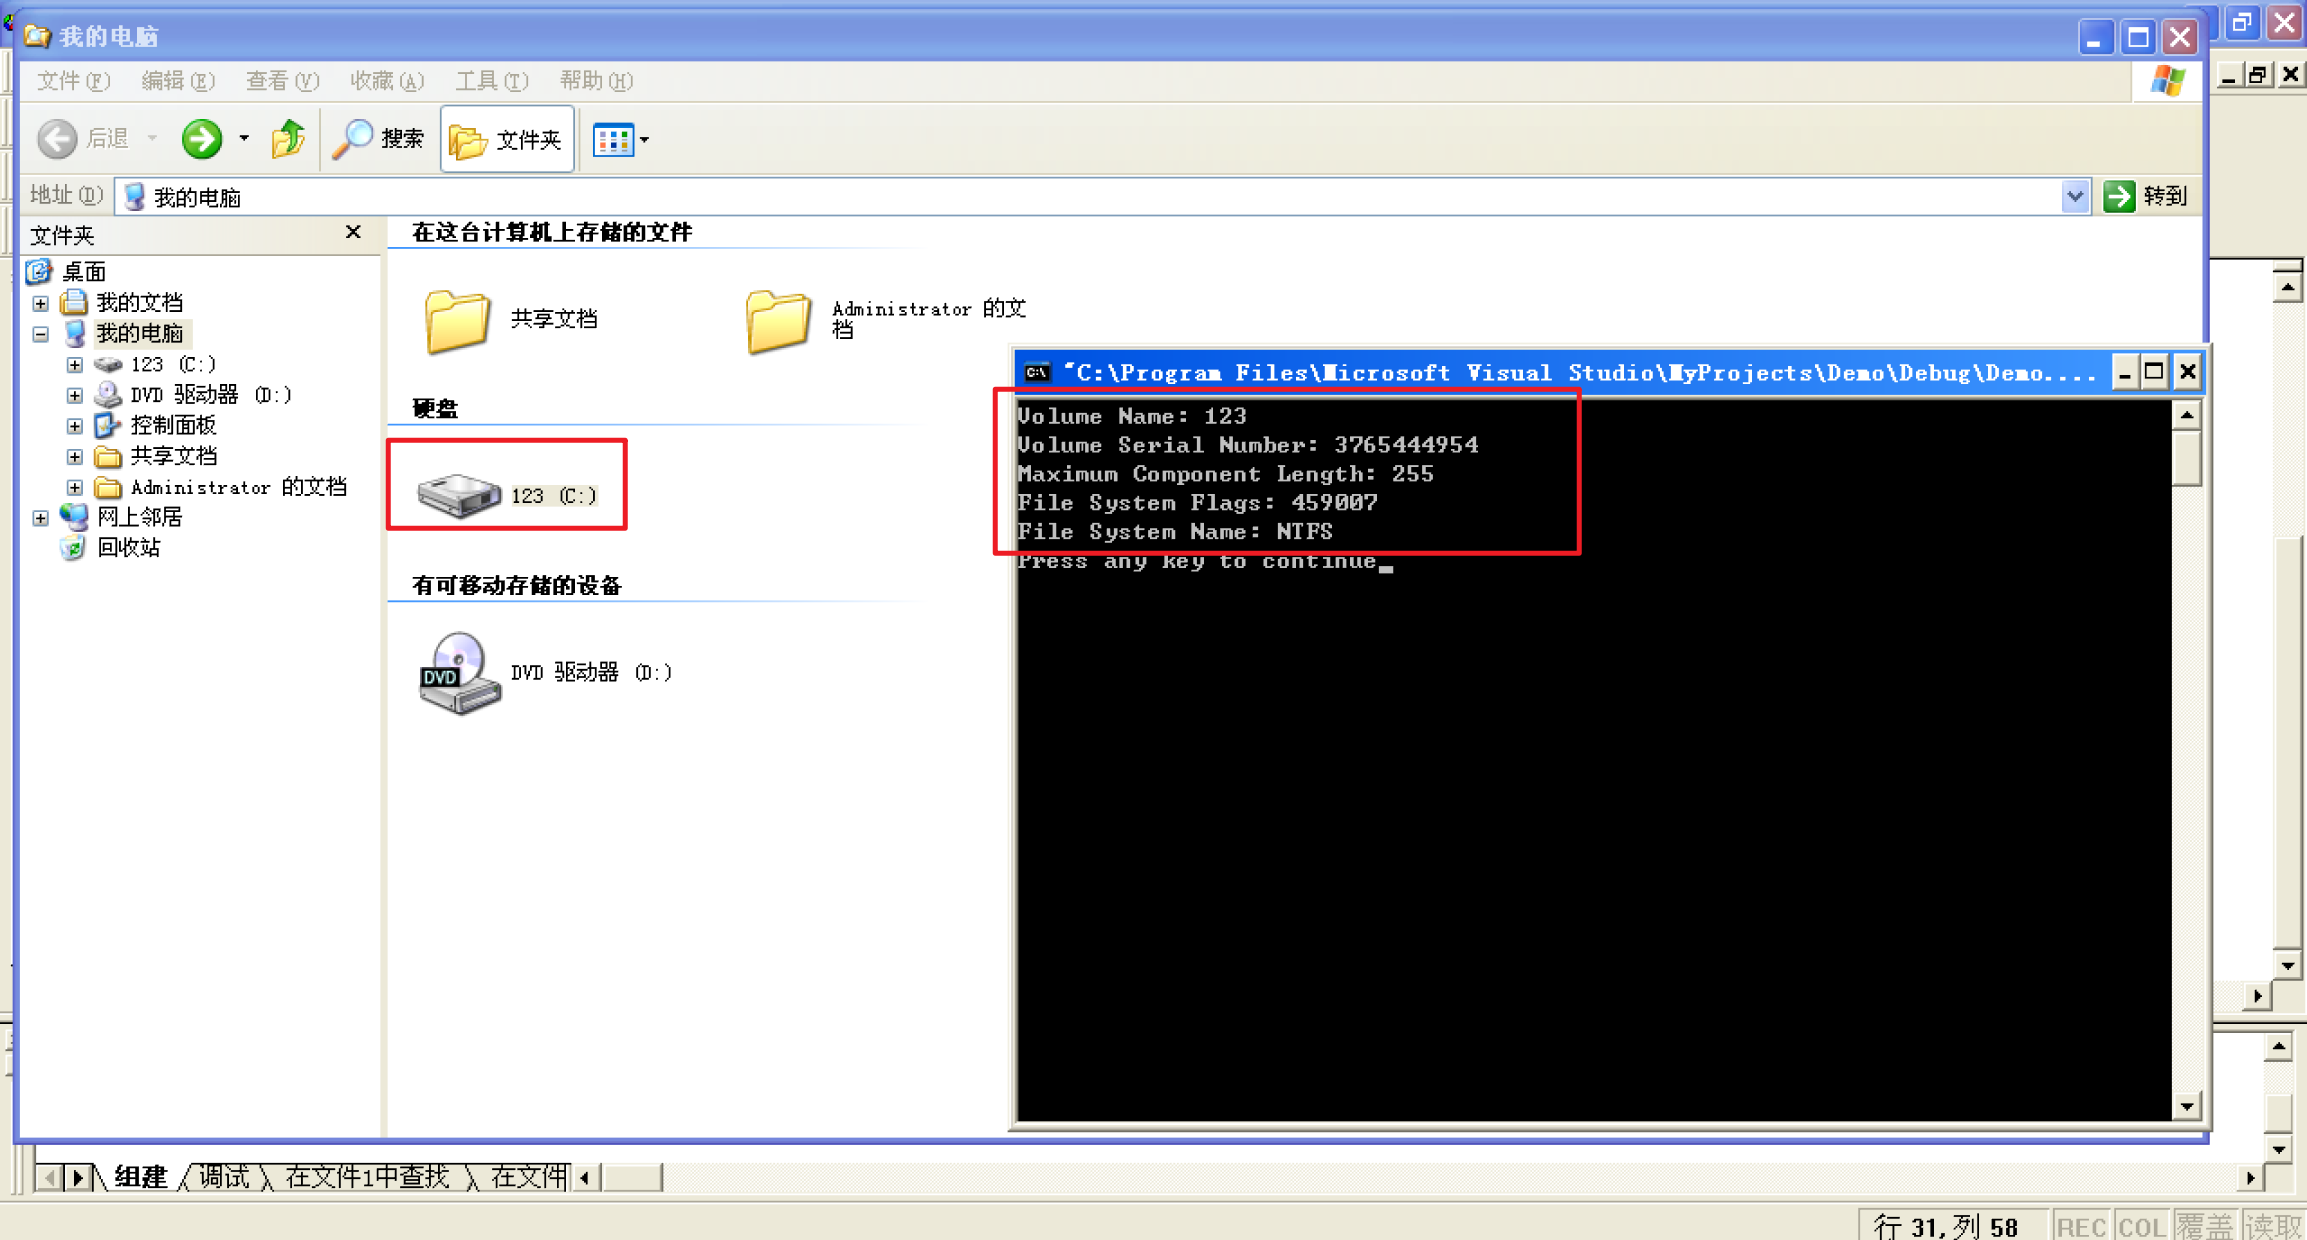 我的电脑
文件(F) 编辑(E) 查看(V) 收藏(A) 工具(T) 帮助(H)
后退 搜索 文件夹
地址(D) 我的电脑 转到
文件夹
桌面
我的文档
我的电脑
123 (C:)
DVD 驱动器 (D:)
控制面板
共享文档
Administrator 的文档
网上邻居
回收站
在这台计算机上存储的文件
共享文档
Administrator 的文
档
硬盘
123 (C:)
有可移动存储的设备
DVD
DVD 驱动器 (D:)
C:\
"C:\Program Files\Microsoft Visual Studio\MyProjects\Demo\Debug\Demo....
Volume Name: 123
Volume Serial Number: 3765444954
Maximum Component Length: 255
File System Flags: 459007
File System Name: NTFS
Press any key to continue_
组建 调试 在文件1中查找 在文件
行 31, 列 58 REC COL 覆盖 读取